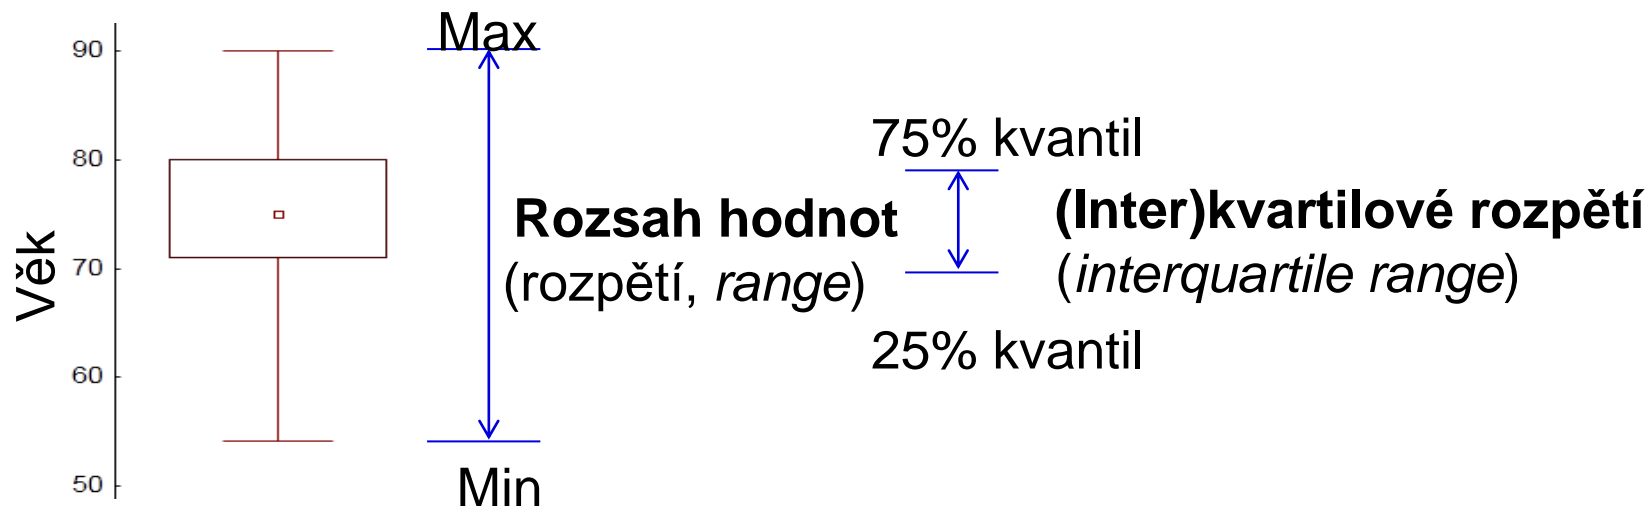 Max
90
80
70
60
50
Věk
Min
Rozsah hodnot
(rozpětí, range)
75% kvantil
25% kvantil
(Inter)kvartilové rozpětí
(interquartile range)